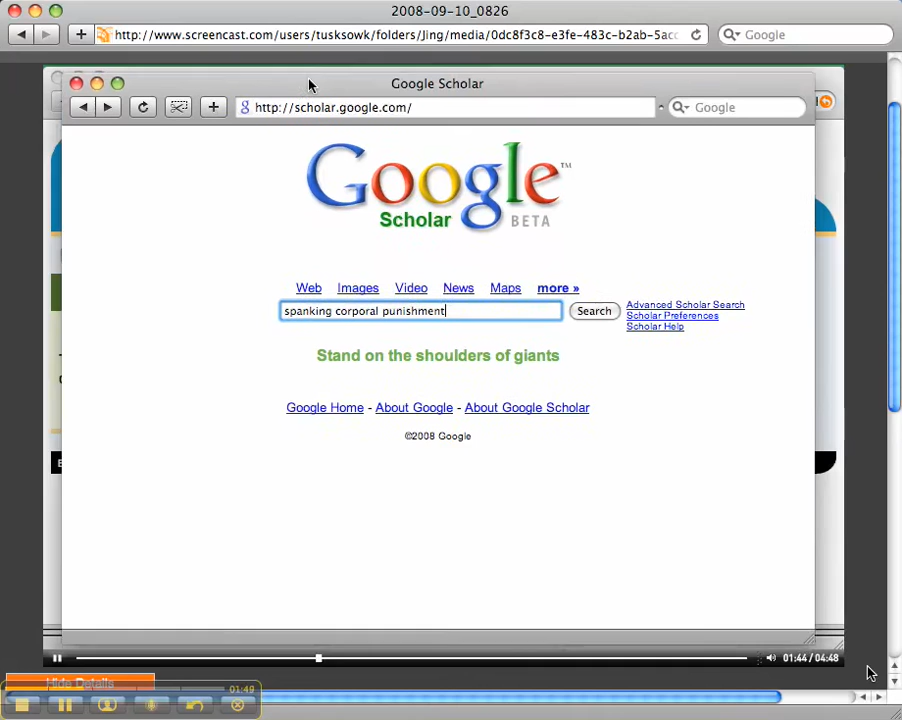 2008-09-10_0826
http://www.screencast.com/users/tusksowk/folders/Jing/media/0dc8f3c8-e3fe-483c-b2ab-5acc
Google
Google Scholar
http://scholar.google.com/
Google
Google™
Scholar BETA
Web Images Video News Maps more »
spanking corporal punishment
Search
Advanced Scholar Search
Scholar Preferences
Scholar Help
Stand on the shoulders of giants
Google Home - About Google - About Google Scholar
©2008 Google
01:44 / 04:48
Hide Details
01:49